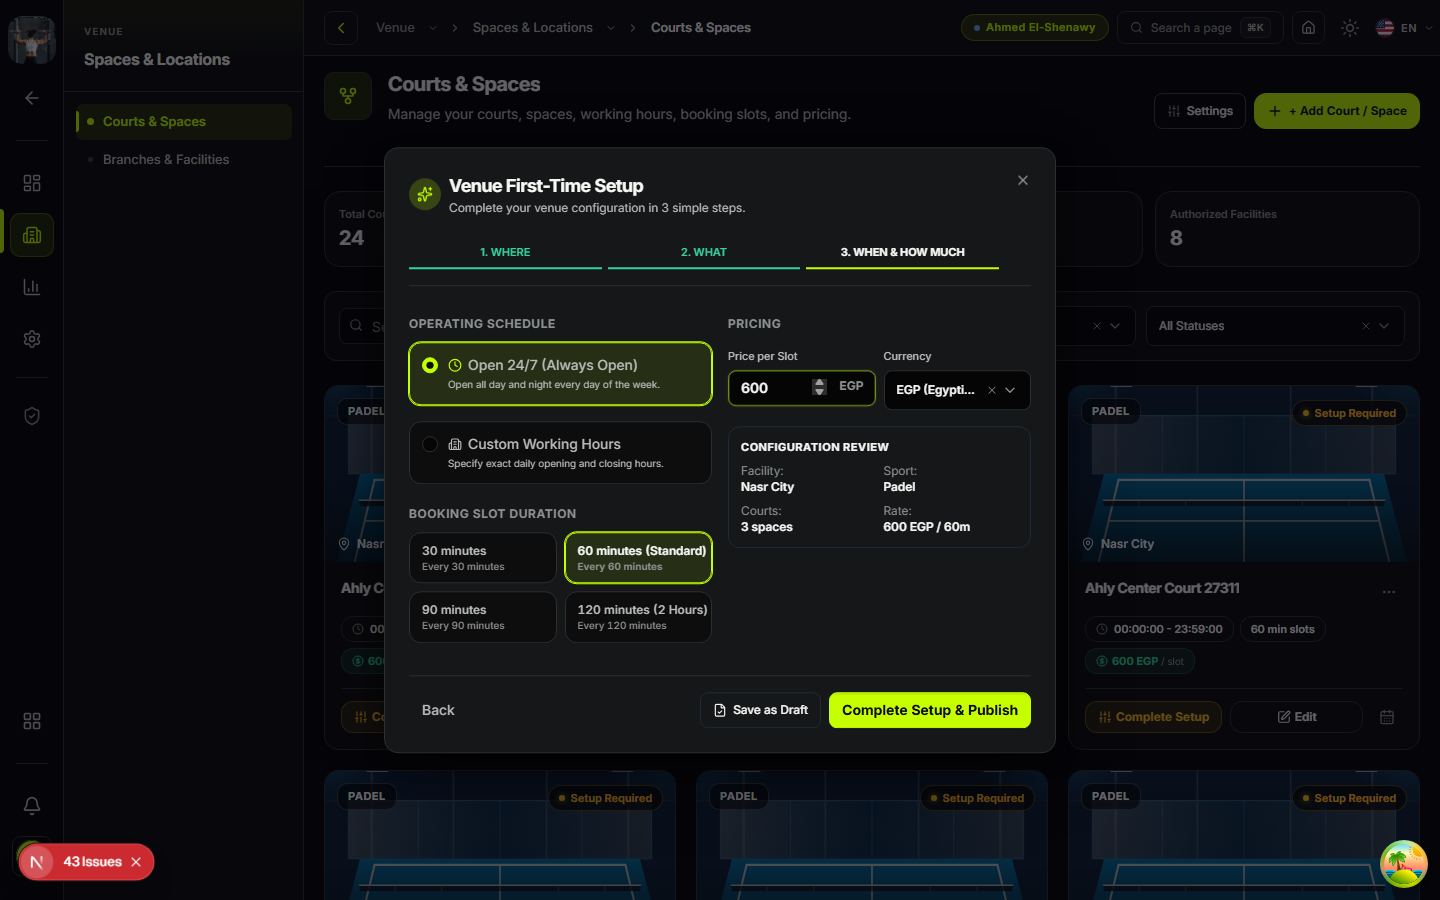 VENUE
Spaces & Locations
Courts & Spaces
Branches & Facilities
Venue
Spaces & Locations
Courts & Spaces
Ahmed El-Shenawy
Search a page
⌘K
EN
Courts & Spaces
Manage your courts, spaces, working hours, booking slots, and pricing.
Settings
+ Add Court / Space
24
Authorized Facilities
8
All Statuses
Venue First-Time Setup
Complete your venue configuration in 3 simple steps.
1. WHERE
2. WHAT
3. WHEN & HOW MUCH
OPERATING SCHEDULE
Open 24/7 (Always Open)
Open all day and night every day of the week.
Custom Working Hours
Specify exact daily opening and closing hours.
BOOKING SLOT DURATION
30 minutes
Every 30 minutes
60 minutes (Standard)
Every 60 minutes
90 minutes
Every 90 minutes
120 minutes (2 Hours)
Every 120 minutes
PRICING
Price per Slot
600
EGP
Currency
EGP (Egypti...
CONFIGURATION REVIEW
Facility:
Nasr City
Sport:
Padel
Courts:
3 spaces
Rate:
600 EGP / 60m
Back
Save as Draft
Complete Setup & Publish
PADEL
PADEL
Setup Required
Nasr City
Ahly Center Court 27311
...
00:00:00 - 23:59:00
60 min slots
600 EGP / slot
Complete Setup
Edit
PADEL
Setup Required
PADEL
Setup Required
PADEL
Setup Required
N
43 Issues